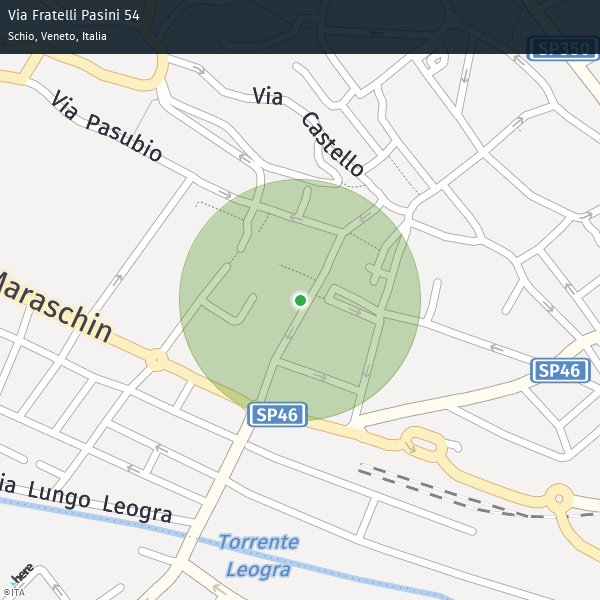 Via Fratelli Pasini 54
Schio, Veneto, Italia
SP350
Via
Castello
Via Pasubio
Maraschin
SP46
SP46
ia Lungo Leogra
Torrente
Leogra
here
©ITA